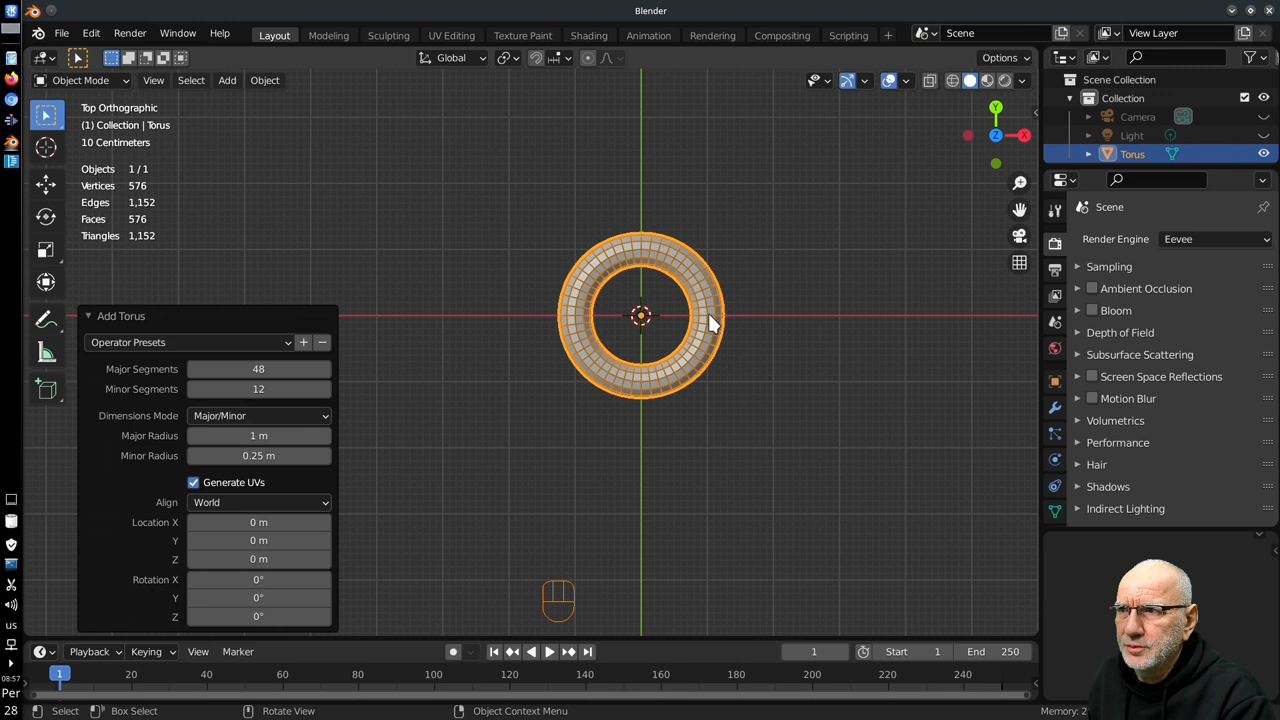 Blender
File Edit Render Window Help
Layout Modeling Sculpting UV Editing Texture Paint Shading Animation Rendering Compositing Scripting
Scene
View Layer
Global
Options
Object Mode View Select Add Object
Top Orthographic
(1) Collection | Torus
10 Centimeters
Objects 1 / 1
Vertices 576
Edges 1,152
Faces 576
Triangles 1,152
Y
Z
X
Scene Collection
Collection
Camera
Light
Torus
Scene
Render Engine Eevee
Sampling
Ambient Occlusion
Bloom
Depth of Field
Subsurface Scattering
Screen Space Reflections
Motion Blur
Volumetrics
Performance
Hair
Shadows
Indirect Lighting
Add Torus
Operator Presets
Major Segments 48
Minor Segments 12
Dimensions Mode Major/Minor
Major Radius 1 m
Minor Radius 0.25 m
Generate UVs
Align World
Location X 0 m
Y 0 m
Z 0 m
Rotation X 0°
Y 0°
Z 0°
us
08:57
Per
28
Playback Keying View Marker
1
Start 1
End 250
1 20 40 60 80 100 120 140 160 180 200 220 240
Select Box Select Rotate View Object Context Menu
Memory: 2